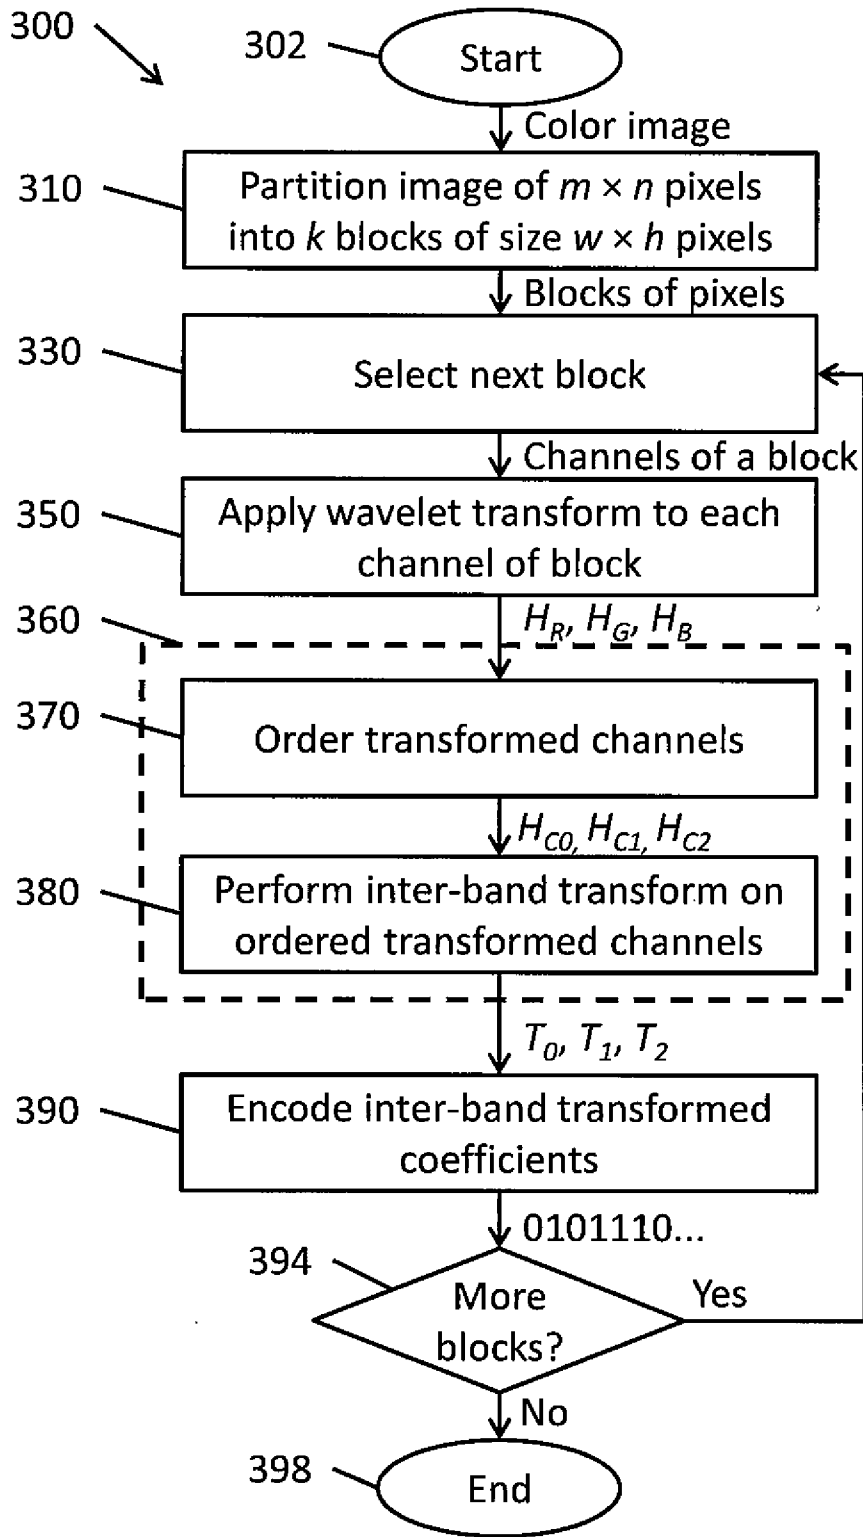 300
302
Start
Color image
310
Partition image of m × n pixels
into k blocks of size w × h pixels
Blocks of pixels
330
Select next block
Channels of a block
350
Apply wavelet transform to each
channel of block
360
H_R, H_G, H_B
370
Order transformed channels
H_C0, H_C1, H_C2
380
Perform inter-band transform on
ordered transformed channels
T_0, T_1, T_2
390
Encode inter-band transformed
coefficients
0101110...
394
More
blocks?
Yes
No
398
End